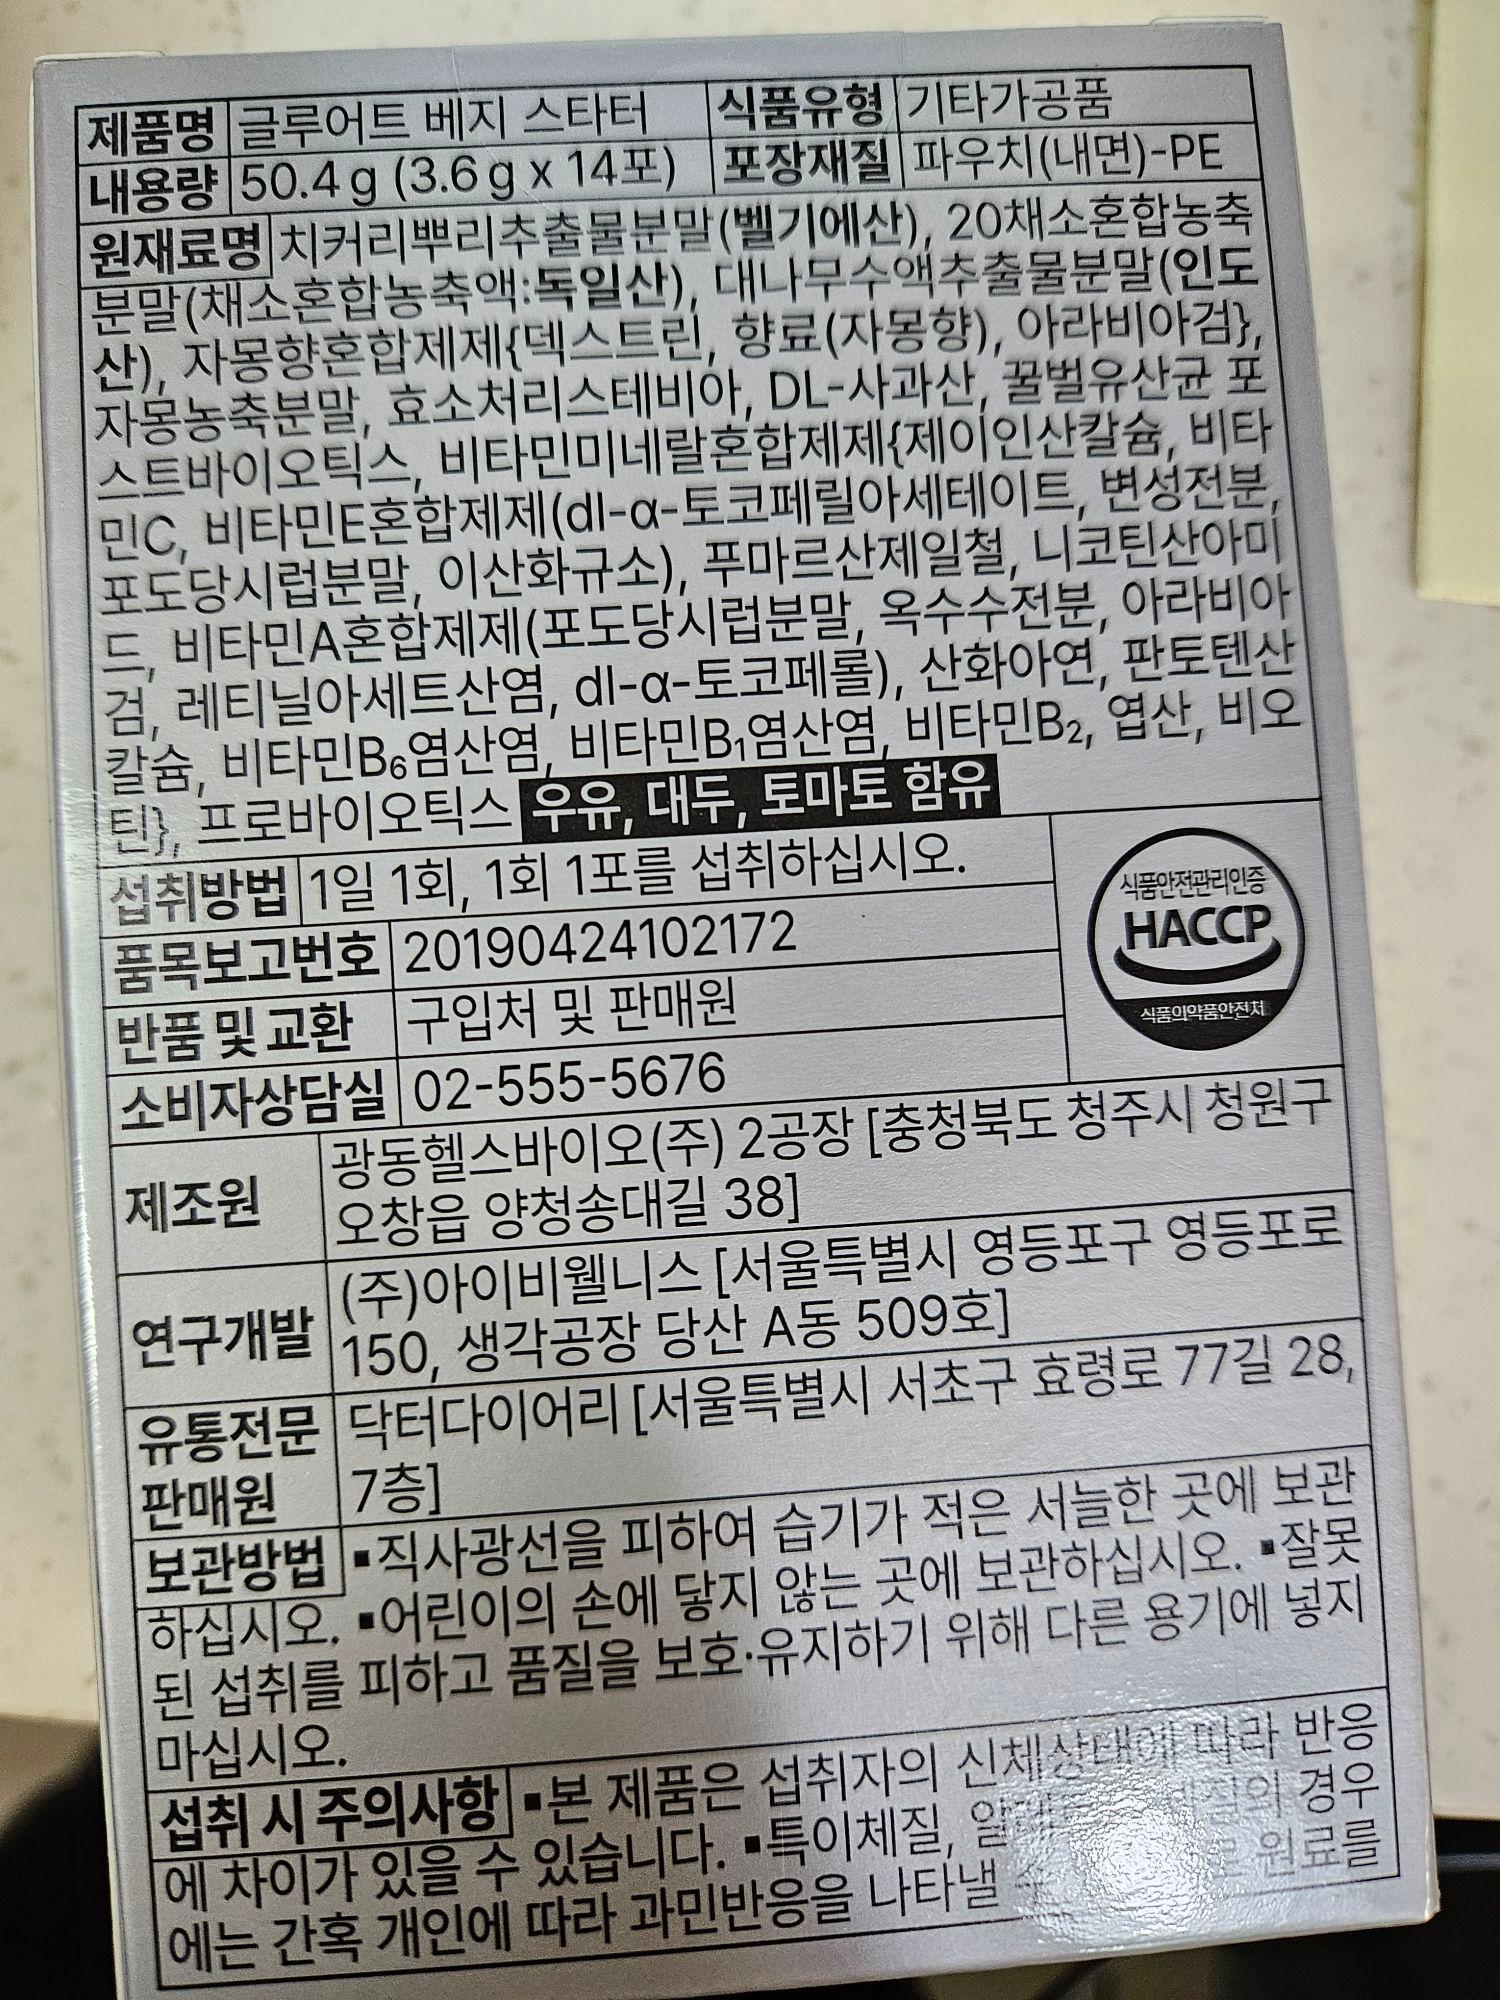 제품명 글루어트 베지 스타터 식품유형 기타가공품
내용량 50.4g (3.6g x 14포) 포장재질 파우치(내면)-PE
원재료명 치커리뿌리추출물분말(벨기에산), 20채소혼합농축
분말(채소혼합농축액:독일산), 대나무수액추출물분말(인도
산), 자몽향혼합제제{덱스트린, 향료(자몽향), 아라비아검},
자몽농축분말, 효소처리스테비아, DL-사과산, 꿀벌유산균 포
스트바이오틱스, 비타민미네랄혼합제제{제이인산칼슘, 비타
민C, 비타민E혼합제제(dl-α-토코페릴아세테이트, 변성전분,
포도당시럽분말, 이산화규소), 푸마르산제일철, 니코틴산아미
드, 비타민A혼합제제(포도당시럽분말, 옥수수전분, 아라비아
검, 레티닐아세트산염, dl-α-토코페롤), 산화아연, 판토텐산
칼슘, 비타민B₆염산염, 비타민B₁염산염, 비타민B₂, 엽산, 비오
틴}, 프로바이오틱스 우유, 대두, 토마토 함유
섭취방법 1일 1회, 1회 1포를 섭취하십시오.
품목보고번호 20190424102172
반품 및 교환 구입처 및 판매원
소비자상담실 02-555-5676
식품안전관리인증
HACCP
식품의약품안전처
제조원 광동헬스바이오(주) 2공장 [충청북도 청주시 청원구
오창읍 양청송대길 38]
연구개발 (주)아이비웰니스 [서울특별시 영등포구 영등포로
150, 생각공장 당산 A동 509호]
유통전문 닥터다이어리 [서울특별시 서초구 효령로 77길 28,
판매원 7층]
보관방법 ▪직사광선을 피하여 습기가 적은 서늘한 곳에 보관
하십시오. ▪어린이의 손에 닿지 않는 곳에 보관하십시오. ▪잘못
된 섭취를 피하고 품질을 보호·유지하기 위해 다른 용기에 넣지
마십시오.
섭취 시 주의사항 ▪본 제품은 섭취자의 신체상태에 따라 반응
에 차이가 있을 수 있습니다. ▪특이체질, 경우
에는 간혹 개인에 따라 과민반응을 나타낼 수 원료를